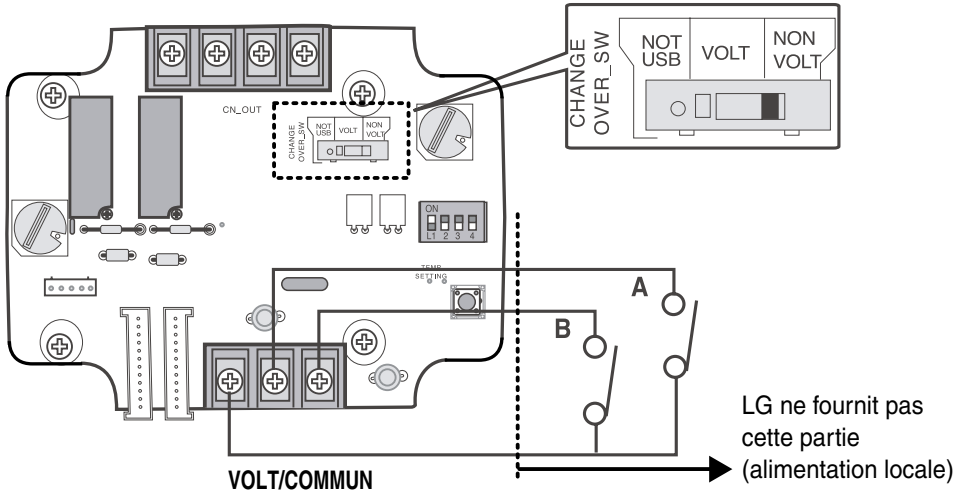 CN_OUT
CHANGE
OVER_SW
NOT
USB
VOLT
NON
VOLT
CHANGE
OVER_SW
NOT
USB
VOLT
NON
VOLT
ON
L1 2 3 4
TEMP
SETTING
A
B
VOLT/COMMUN
LG ne fournit pas
cette partie
(alimentation locale)